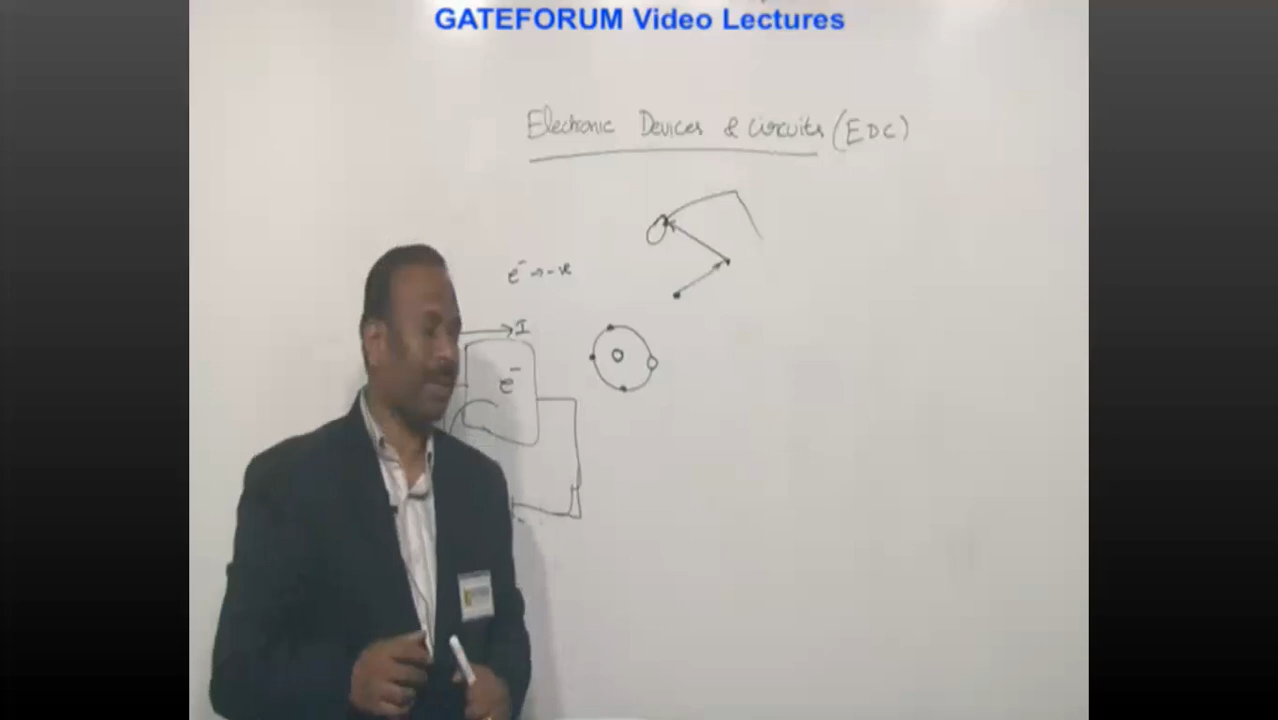 GATEFORUM Video Lectures
Electronic Devices & Circuits (EDC)
e⁻ → -ve
I
e⁻